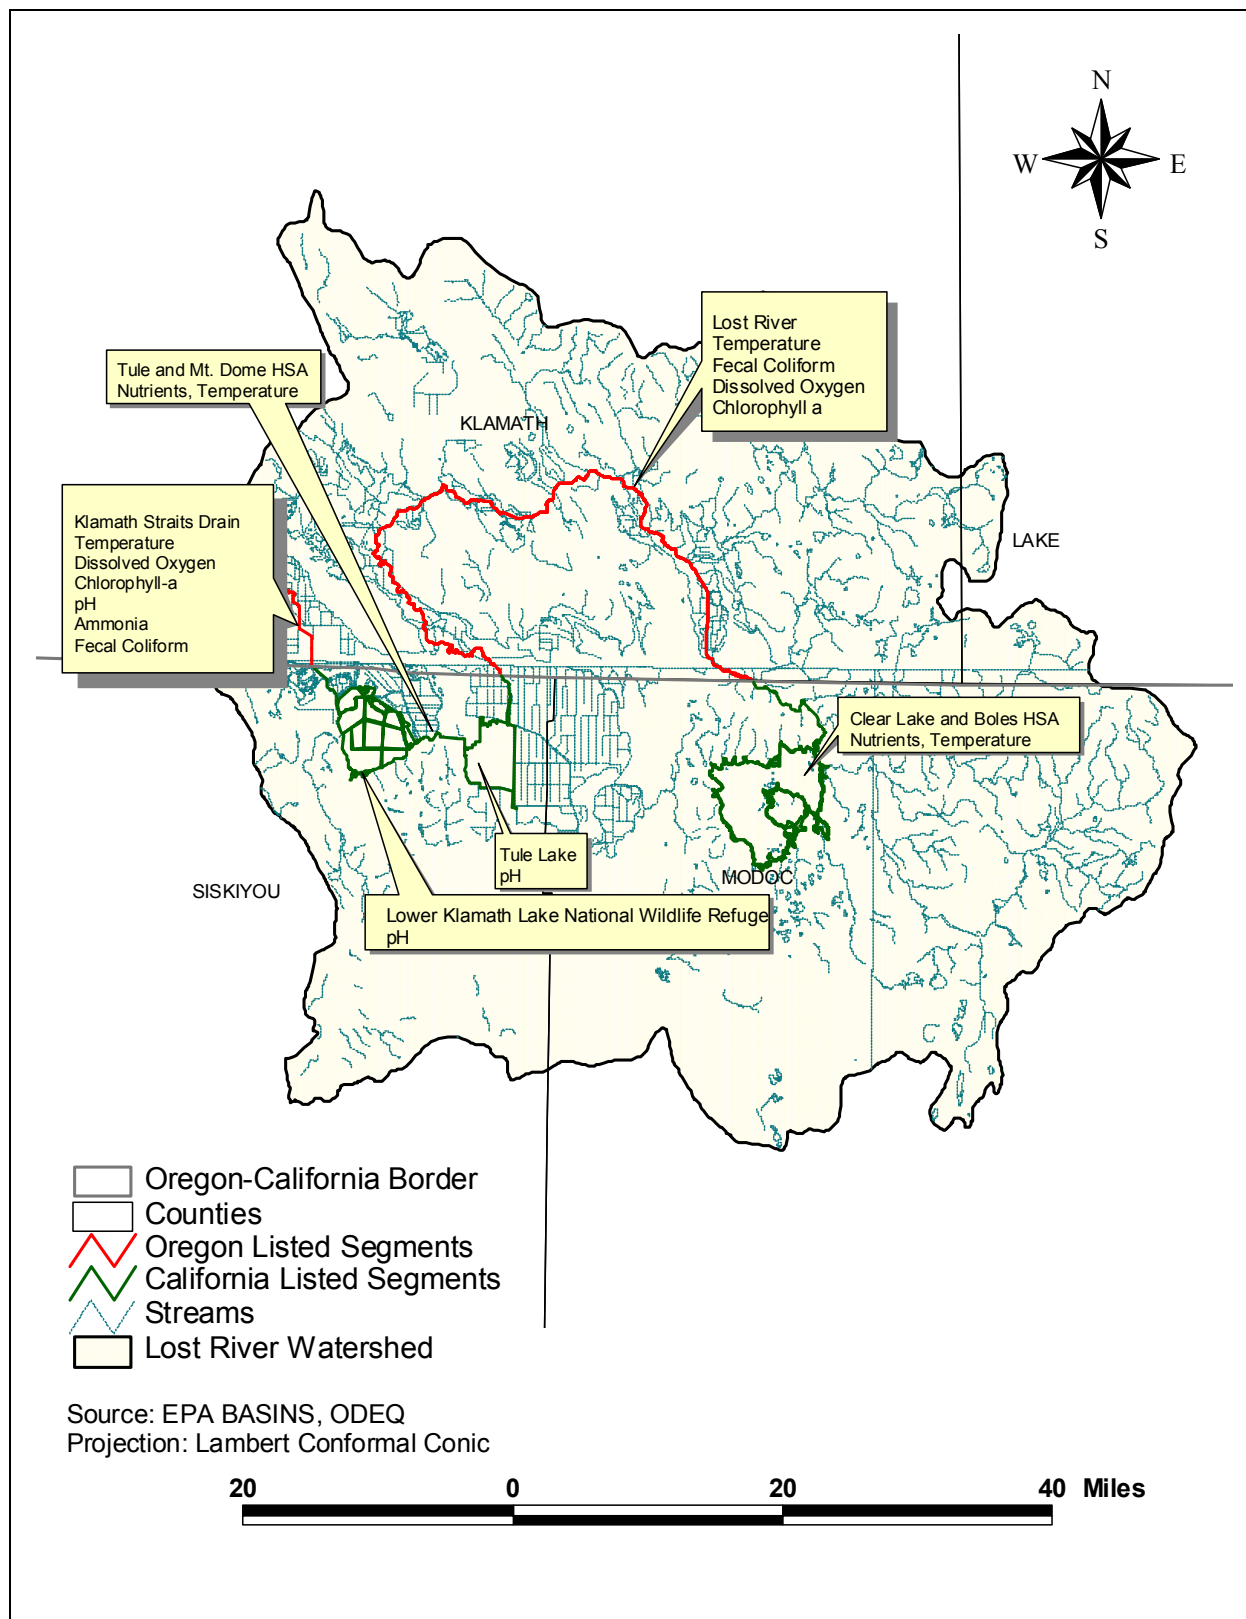 N
W E
S
Lost River
Temperature
Fecal Coliform
Dissolved Oxygen
Chlorophyll a
Tule and Mt. Dome HSA
Nutrients, Temperature
KLAMATH
Klamath Straits Drain
Temperature
Dissolved Oxygen
Chlorophyll-a
pH
Ammonia
Fecal Coliform
LAKE
Clear Lake and Boles HSA
Nutrients, Temperature
Tule Lake
pH
MODOC
SISKIYOU
Lower Klamath Lake National Wildlife Refuge
pH
Oregon-California Border
Counties
Oregon Listed Segments
California Listed Segments
Streams
Lost River Watershed
Source: EPA BASINS, ODEQ
Projection: Lambert Conformal Conic
20 0 20 40 Miles